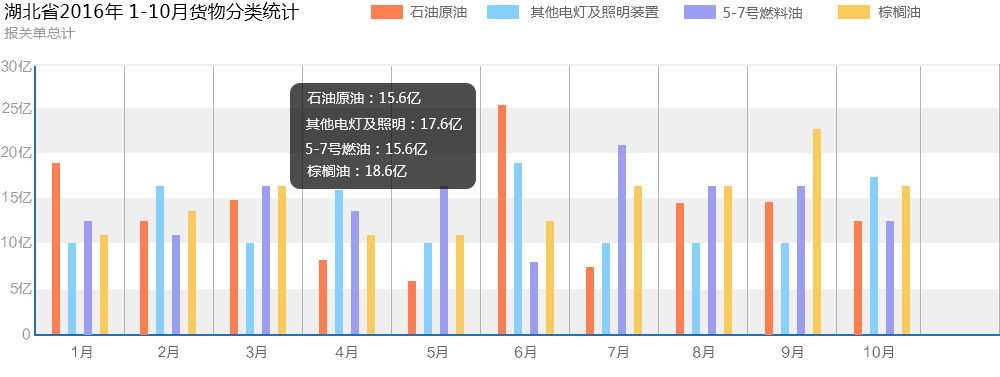 湖北省2016年 1-10月货物分类统计
报关单总计
石油原油
其他电灯及照明装置
5-7号燃料油
棕榈油
30亿
25亿
20亿
15亿
10亿
5亿
0
石油原油：15.6亿
其他电灯及照明：17.6亿
5-7号燃油：15.6亿
棕榈油：18.6亿
1月
2月
3月
4月
5月
6月
7月
8月
9月
10月